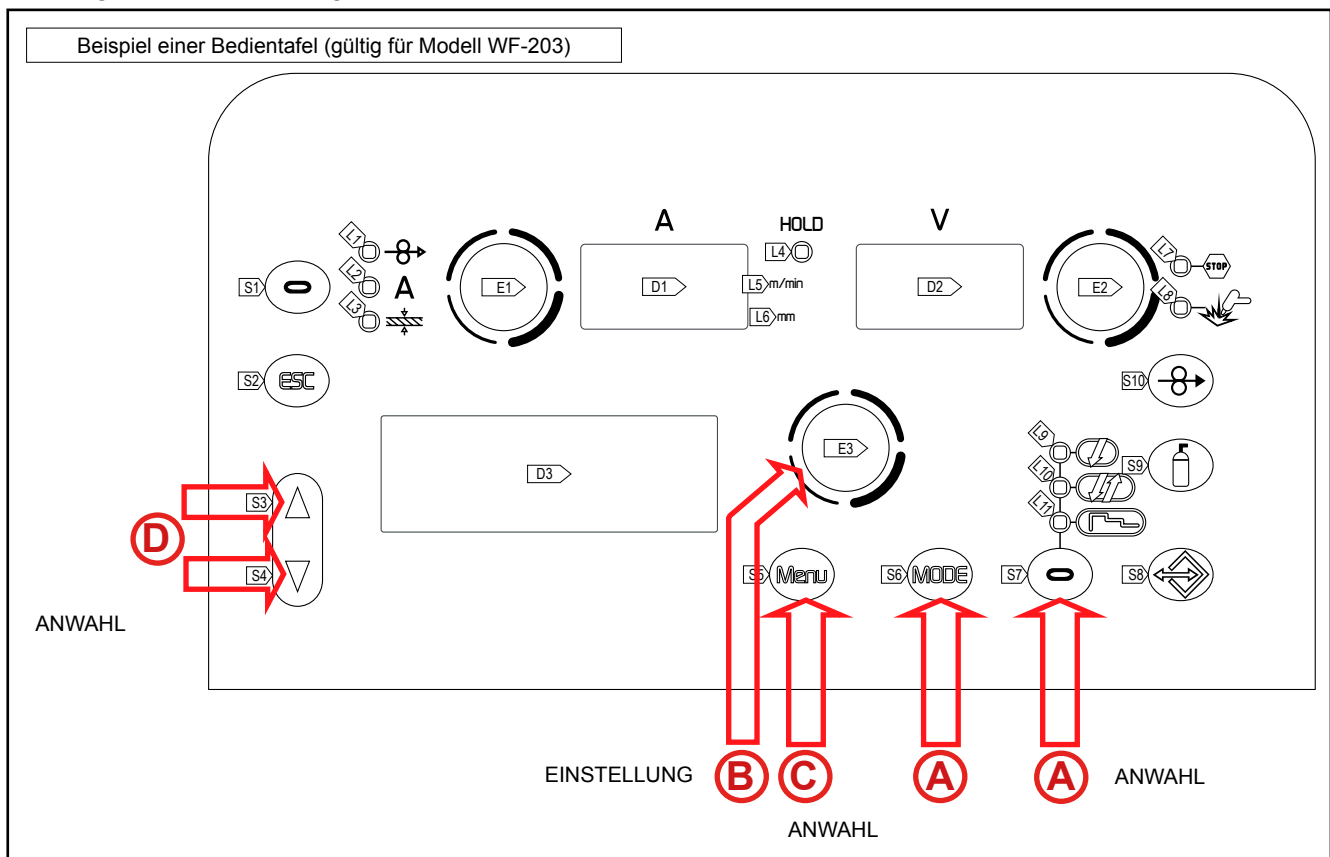 Beispiel einer Bedientafel (gültig für Modell WF-203)
A HOLD V
L1 L4 L7 STOP
L2 A
S1 E1 D1 L5 m/min D2 E2 L8
L3 L6 mm
S2 ESC S10
L9
D3 E3 L10 S9
S3 L11
D
S4 S5 Menu S6 MODE S7 S8
ANWAHL
EINSTELLUNG B C A A ANWAHL
ANWAHL